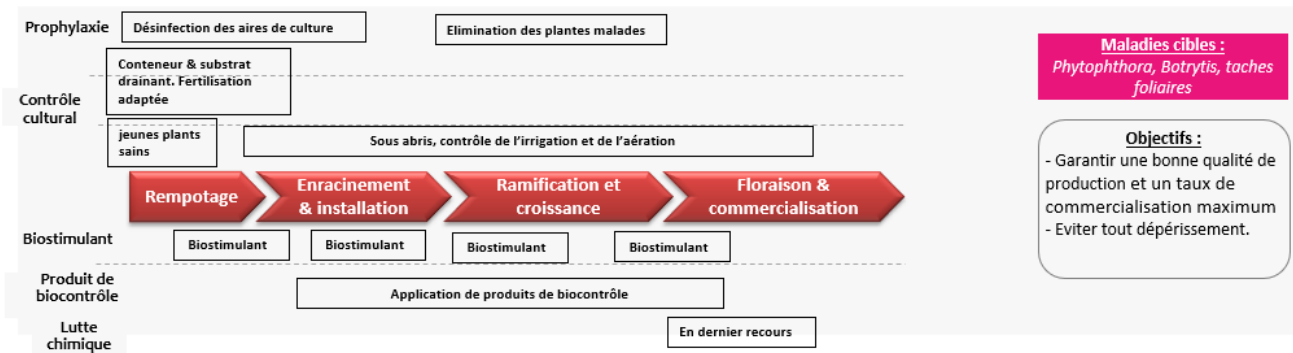 Prophylaxie
Désinfection des aires de culture
Elimination des plantes malades
Conteneur & substrat
drainant. Fertilisation
adaptée
Contrôle
cultural
jeunes plants
sains
Sous abris, contrôle de l'irrigation et de l'aération
Rempotage
Enracinement
& installation
Ramification et
croissance
Floraison &
commercialisation
Biostimulant
Biostimulant
Biostimulant
Biostimulant
Biostimulant
Produit de
biocontrôle
Application de produits de biocontrôle
Lutte
chimique
En dernier recours
Maladies cibles :
Phytophthora, Botrytis, taches
foliaires
Objectifs :
- Garantir une bonne qualité de
production et un taux de
commercialisation maximum
- Eviter tout dépérissement.